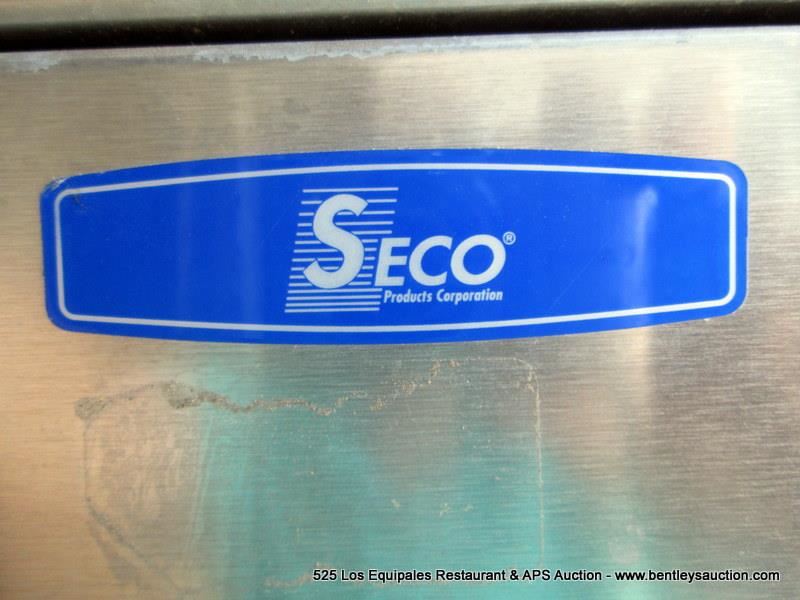 SECO®
Products Corporation
525 Los Equipales Restaurant & APS Auction - www.bentleysauction.com